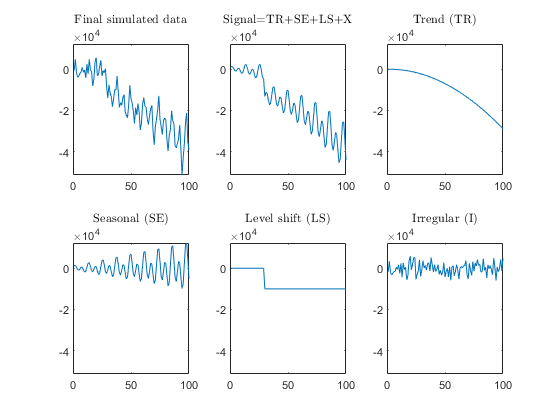 Final simulated data
Signal=TR+SE+LS+X
Trend (TR)
×10^4
×10^4
×10^4
0
0
0
-2
-2
-2
-4
-4
-4
0 50 100
0 50 100
0 50 100
Seasonal (SE)
Level shift (LS)
Irregular (I)
×10^4
×10^4
×10^4
0
0
0
-2
-2
-2
-4
-4
-4
0 50 100
0 50 100
0 50 100